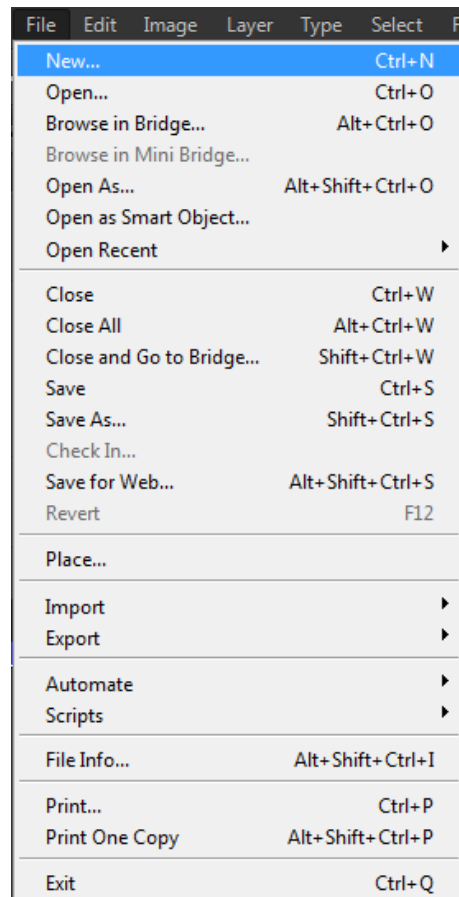 File Edit Image Layer Type Select
New... Ctrl+N
Open... Ctrl+O
Browse in Bridge... Alt+Ctrl+O
Browse in Mini Bridge...
Open As... Alt+Shift+Ctrl+O
Open as Smart Object...
Open Recent
Close Ctrl+W
Close All Alt+Ctrl+W
Close and Go to Bridge... Shift+Ctrl+W
Save Ctrl+S
Save As... Shift+Ctrl+S
Check In...
Save for Web... Alt+Shift+Ctrl+S
Revert F12
Place...
Import
Export
Automate
Scripts
File Info... Alt+Shift+Ctrl+I
Print... Ctrl+P
Print One Copy Alt+Shift+Ctrl+P
Exit Ctrl+Q